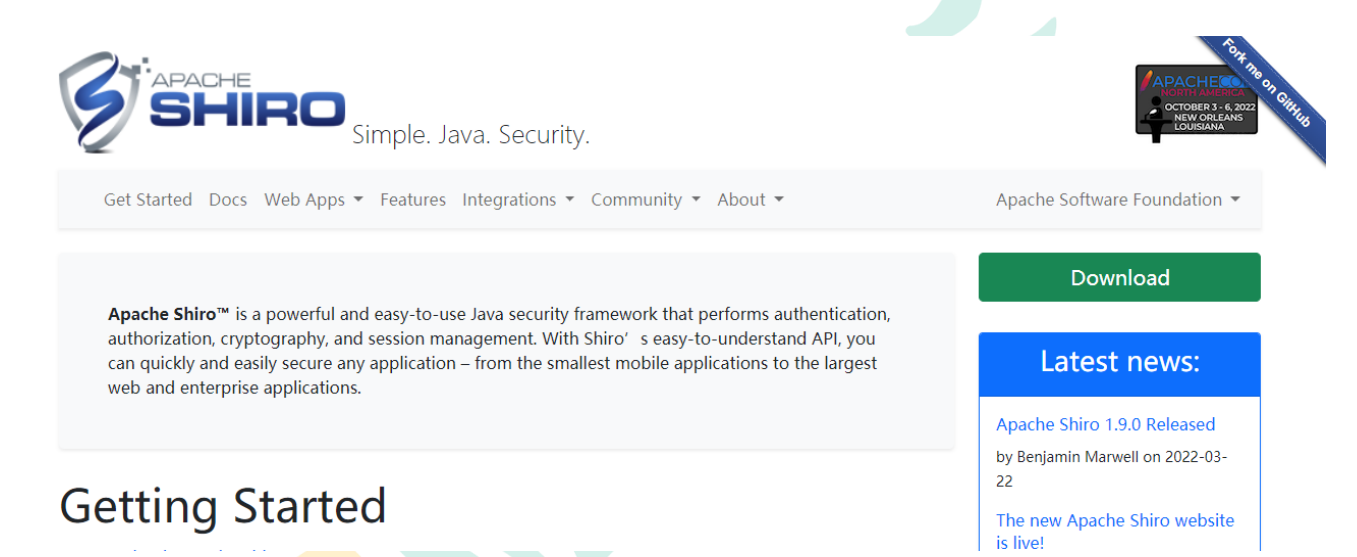 APACHE
SHIRO
Simple. Java. Security.
APACHECON
NORTH AMERICA
OCTOBER 3 - 6, 2022
NEW ORLEANS
LOUISIANA
Fork me on GitHub
Get Started Docs Web Apps Features Integrations Community About Apache Software Foundation
Apache Shiro™ is a powerful and easy-to-use Java security framework that performs authentication,
authorization, cryptography, and session management. With Shiro’s easy-to-understand API, you
can quickly and easily secure any application – from the smallest mobile applications to the largest
web and enterprise applications.
Download
Latest news:
Apache Shiro 1.9.0 Released
by Benjamin Marwell on 2022-03-
22
The new Apache Shiro website
is live!
Getting Started